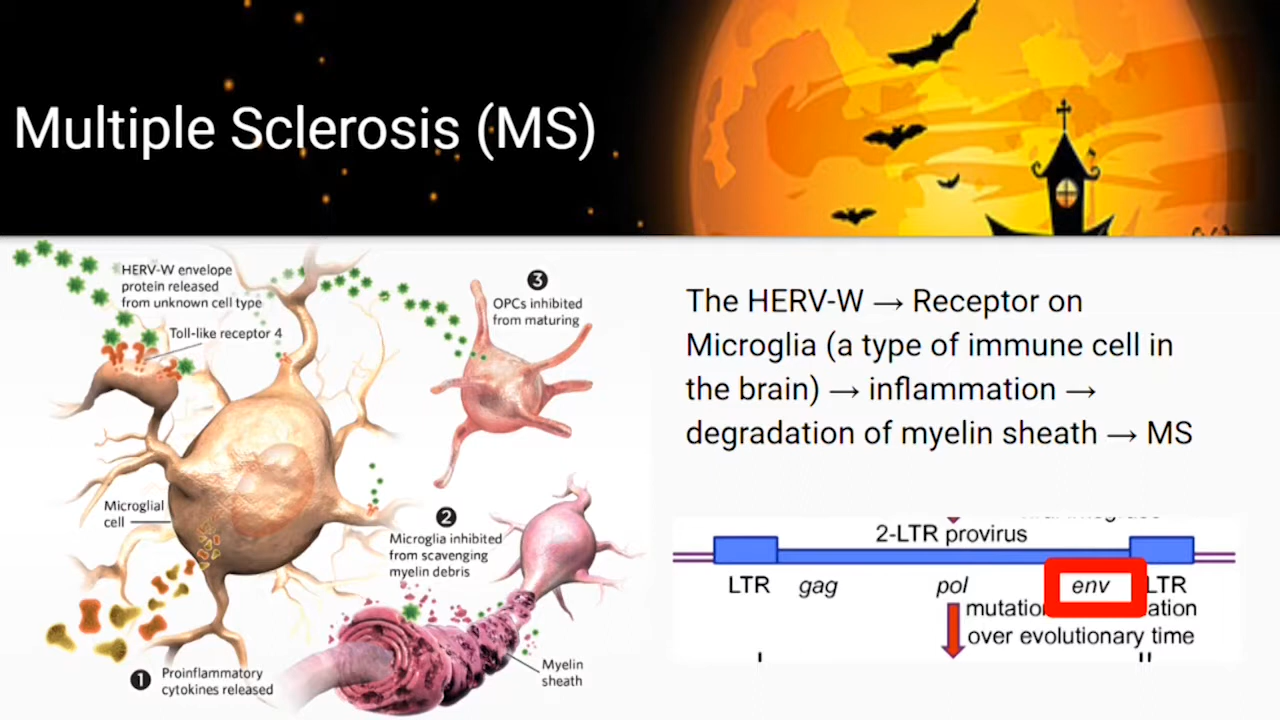 Multiple Sclerosis (MS)
HERV-W envelope
protein released
from unknown cell type
Toll-like receptor 4
3
OPCs inhibited
from maturing
Microglial
cell
2
Microglia inhibited
from scavenging
myelin debris
1
Proinflammatory
cytokines released
Myelin
sheath
The HERV-W → Receptor on
Microglia (a type of immune cell in
the brain) → inflammation →
degradation of myelin sheath → MS
2-LTR provirus
LTR gag pol env LTR
over evolutionary time